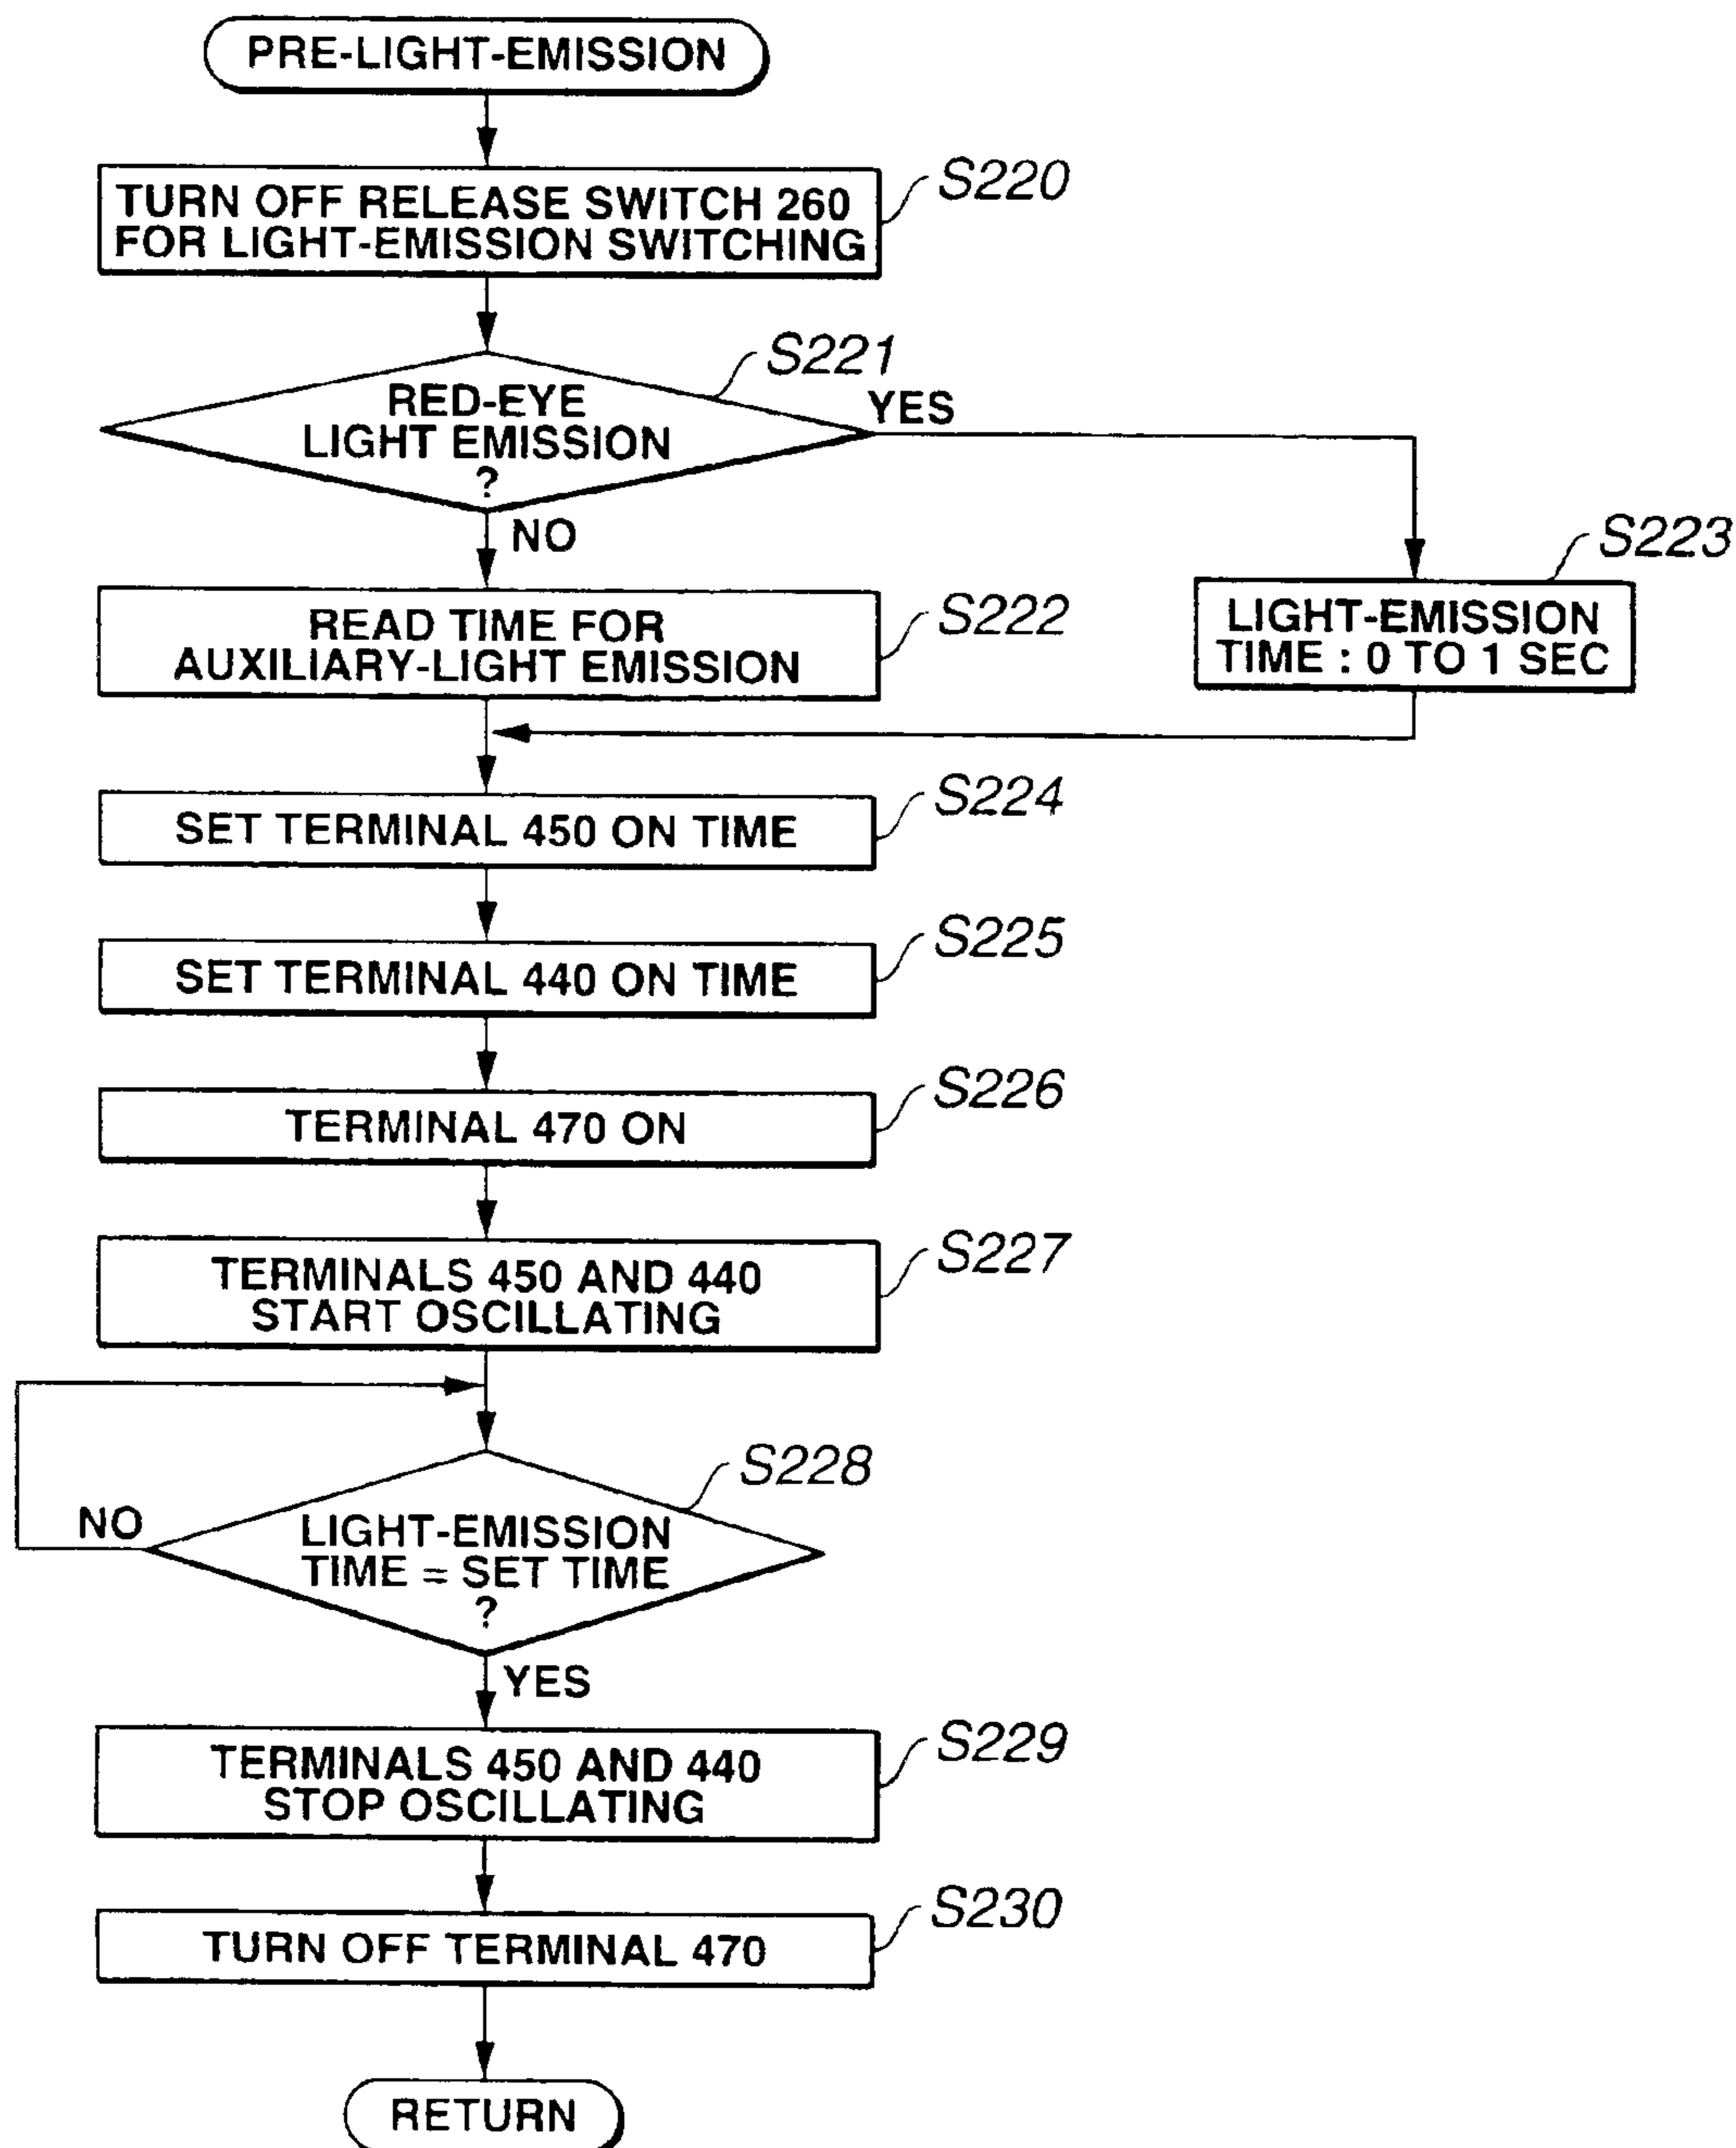 PRE-LIGHT-EMISSION
TURN OFF RELEASE SWITCH 260
FOR LIGHT-EMISSION SWITCHING
S220
RED-EYE
LIGHT EMISSION
?
S221
YES
NO
READ TIME FOR
AUXILIARY-LIGHT EMISSION
S222
LIGHT-EMISSION
TIME : 0 TO 1 SEC
S223
SET TERMINAL 450 ON TIME
S224
SET TERMINAL 440 ON TIME
S225
TERMINAL 470 ON
S226
TERMINALS 450 AND 440
START OSCILLATING
S227
LIGHT-EMISSION
TIME = SET TIME
?
S228
NO
YES
TERMINALS 450 AND 440
STOP OSCILLATING
S229
TURN OFF TERMINAL 470
S230
RETURN